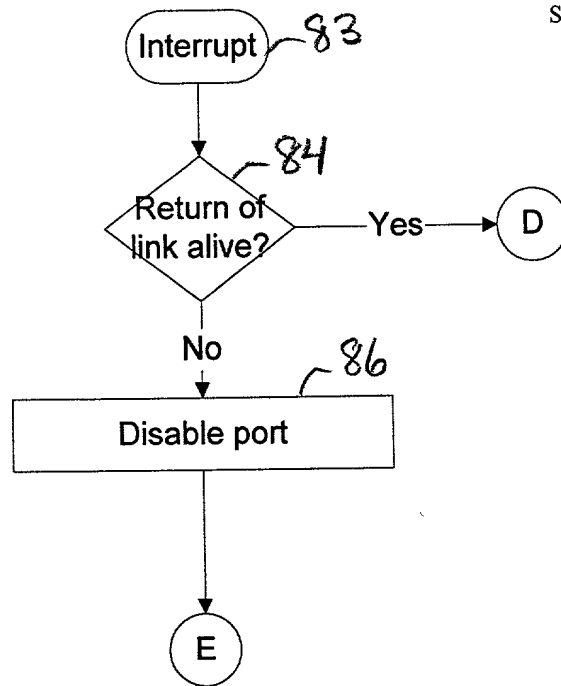 s
Interrupt 83
84
Return of
link alive?
Yes
D
No
86
Disable port
E